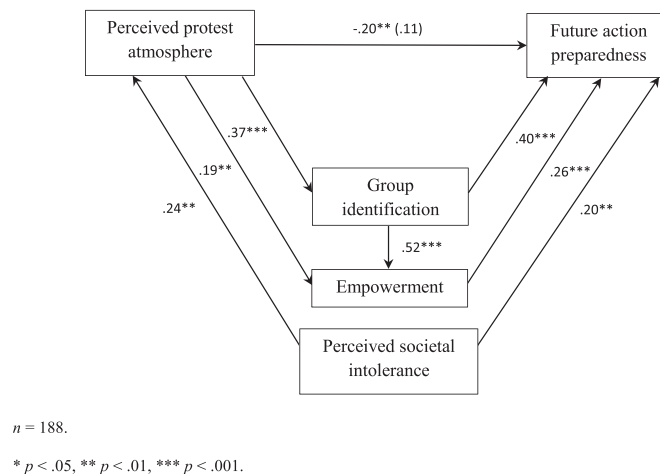 Perceived protest
atmosphere
-.20** (.11)
Future action
preparedness
.37***
.40***
.19**
.26***
.24**
.20**
Group
identification
.52***
Empowerment
Perceived societal
intolerance
n = 188.
* p < .05, ** p < .01, *** p < .001.